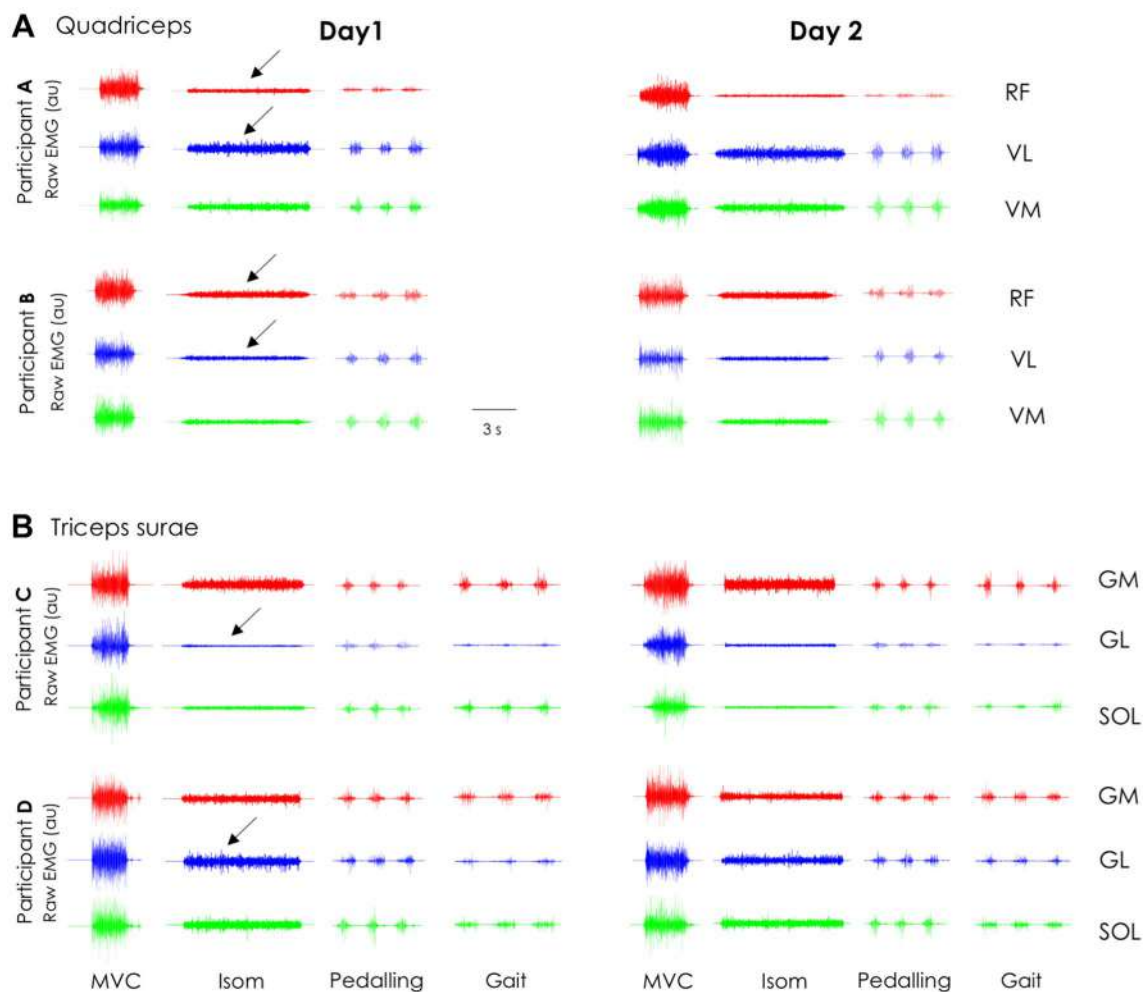 A Quadriceps
Day1
Day 2
Participant A
Raw EMG (au)
RF
VL
VM
Participant B
Raw EMG (au)
RF
VL
VM
3 s
B Triceps surae
Participant C
Raw EMG (au)
GM
GL
SOL
Participant D
Raw EMG (au)
GM
GL
SOL
MVC Isom Pedalling Gait MVC Isom Pedalling Gait